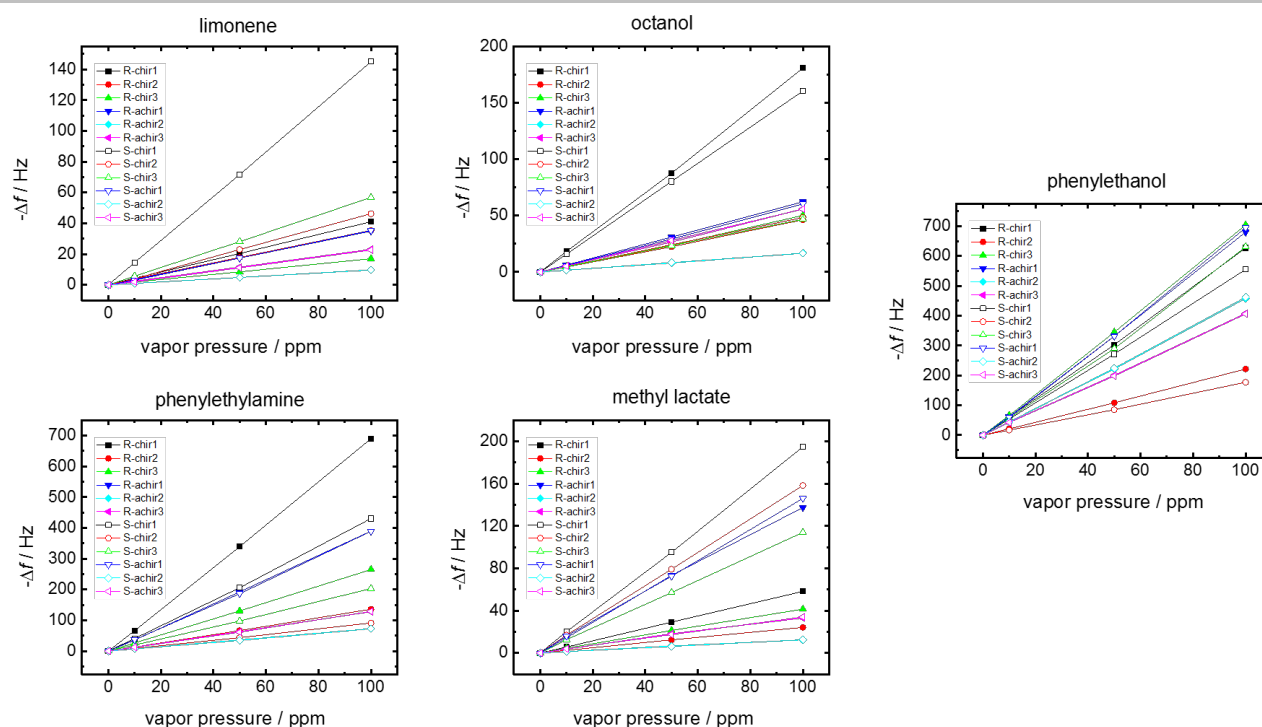 limonene
-Δf / Hz
140
120
100
80
60
40
20
0
R-chir1
R-chir2
R-chir3
R-achir1
R-achir2
R-achir3
S-chir1
S-chir2
S-chir3
S-achir1
S-achir2
S-achir3
0 20 40 60 80 100
vapor pressure / ppm
octanol
-Δf / Hz
200
150
100
50
0
R-chir1
R-chir2
R-chir3
R-achir1
R-achir2
R-achir3
S-chir1
S-chir2
S-chir3
S-achir1
S-achir2
S-achir3
0 20 40 60 80 100
vapor pressure / ppm
phenylethanol
-Δf / Hz
700
600
500
400
300
200
100
0
R-chir1
R-chir2
R-chir3
R-achir1
R-achir2
R-achir3
S-chir1
S-chir2
S-chir3
S-achir1
S-achir2
S-achir3
0 20 40 60 80 100
vapor pressure / ppm
phenylethylamine
-Δf / Hz
700
600
500
400
300
200
100
0
R-chir1
R-chir2
R-chir3
R-achir1
R-achir2
R-achir3
S-chir1
S-chir2
S-chir3
S-achir1
S-achir2
S-achir3
0 20 40 60 80 100
vapor pressure / ppm
methyl lactate
-Δf / Hz
200
160
120
80
40
0
R-chir1
R-chir2
R-chir3
R-achir1
R-achir2
R-achir3
S-chir1
S-chir2
S-chir3
S-achir1
S-achir2
S-achir3
0 20 40 60 80 100
vapor pressure / ppm